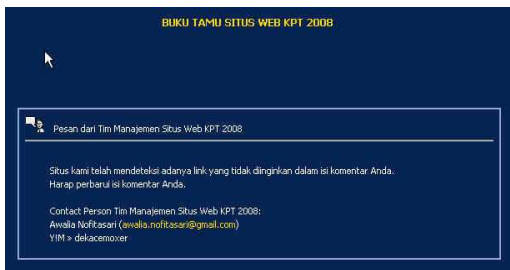 BUKU TAMU SITUS WEB KPT 2008
Pesan dari Tim Manajemen Situs Web KPT 2008
Situs kami telah mendeteksi adanya link yang tidak diinginkan dalam isi komentar Anda.
Harap perbarui isi komentar Anda.
Contact Person Tim Manajemen Situs Web KPT 2008:
Awalia Nofitasari (awalia.nofitasari@gmail.com)
Y!M » dekacemoxer